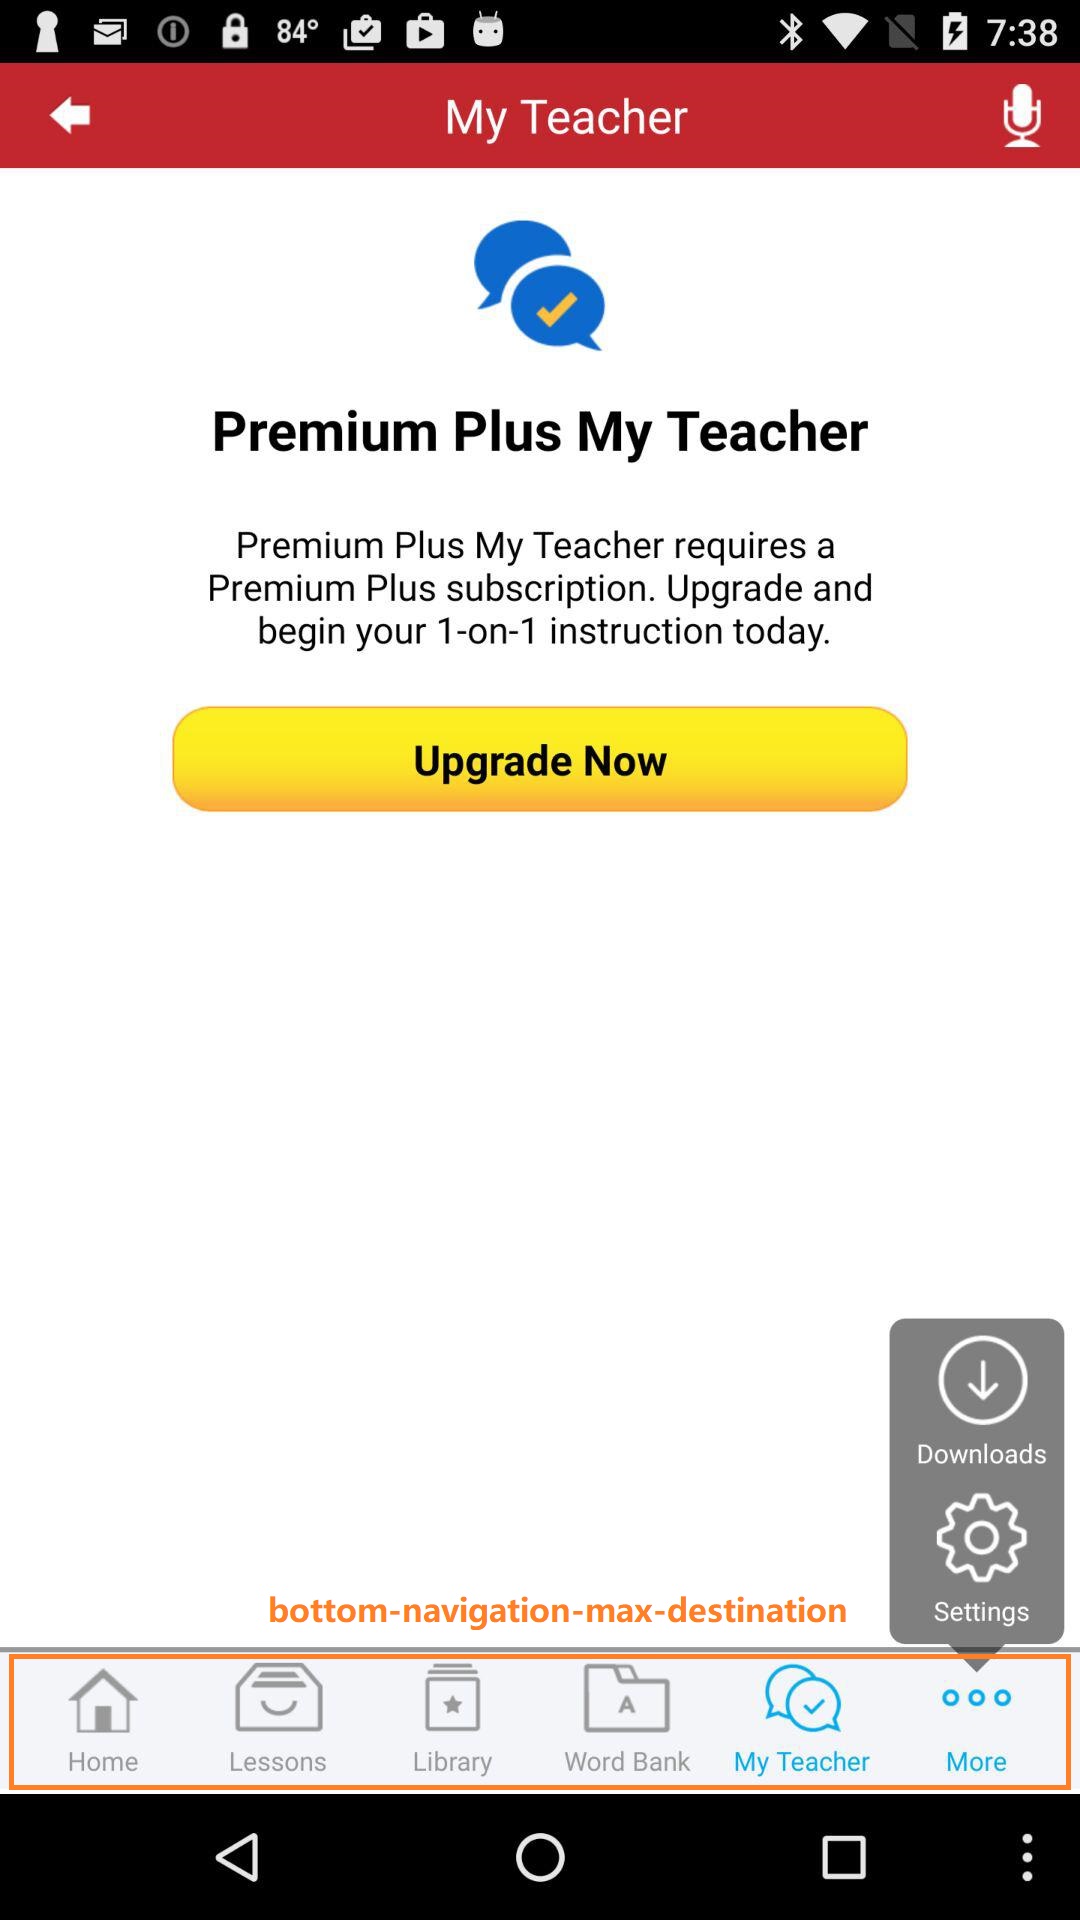 84° 7:38
My Teacher
Premium Plus My Teacher
Premium Plus My Teacher requires a
Premium Plus subscription. Upgrade and
begin your 1-on-1 instruction today.
Upgrade Now
Downloads
Settings
bottom-navigation-max-destination
A
Home Lessons Library Word Bank My Teacher More